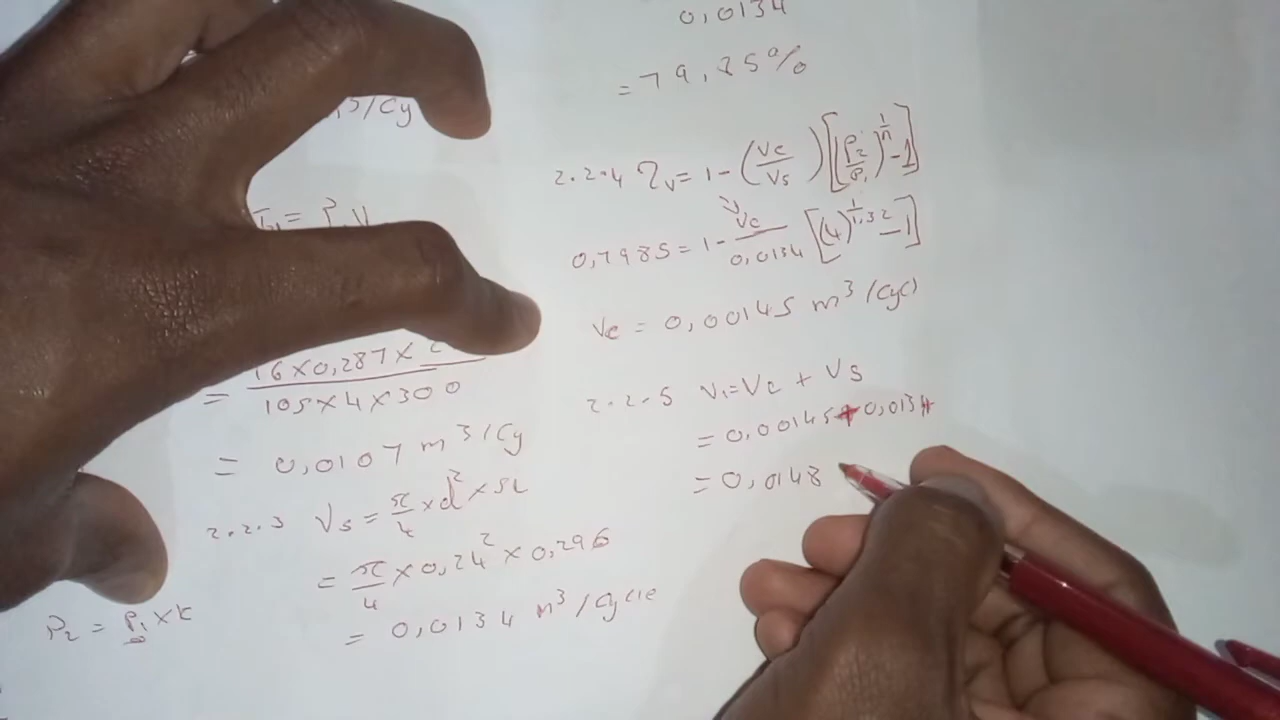 0,0134
= 79,85%
2.2.4 ηv = 1 - (Vc/Vs) [(P2/P1)^1/n - 1]
0,7985 = 1 - Vc/0,0134 [(4)^1/1,32 - 1]
Vc = 0,00145 m³/Cycl
2.2.5 V1 = Vc + Vs
= 0,00145 + 0,0134
= 0,0148
/Cy
= P1V
= 16 × 0,287 ×
105 × 4 × 300
= 0,0107 m³/Cy
2.2.3 Vs = π/4 × d² × SL
= π/4 × 0,24² × 0,296
= 0,0134 m³/Cycle
P2 = P1 × k